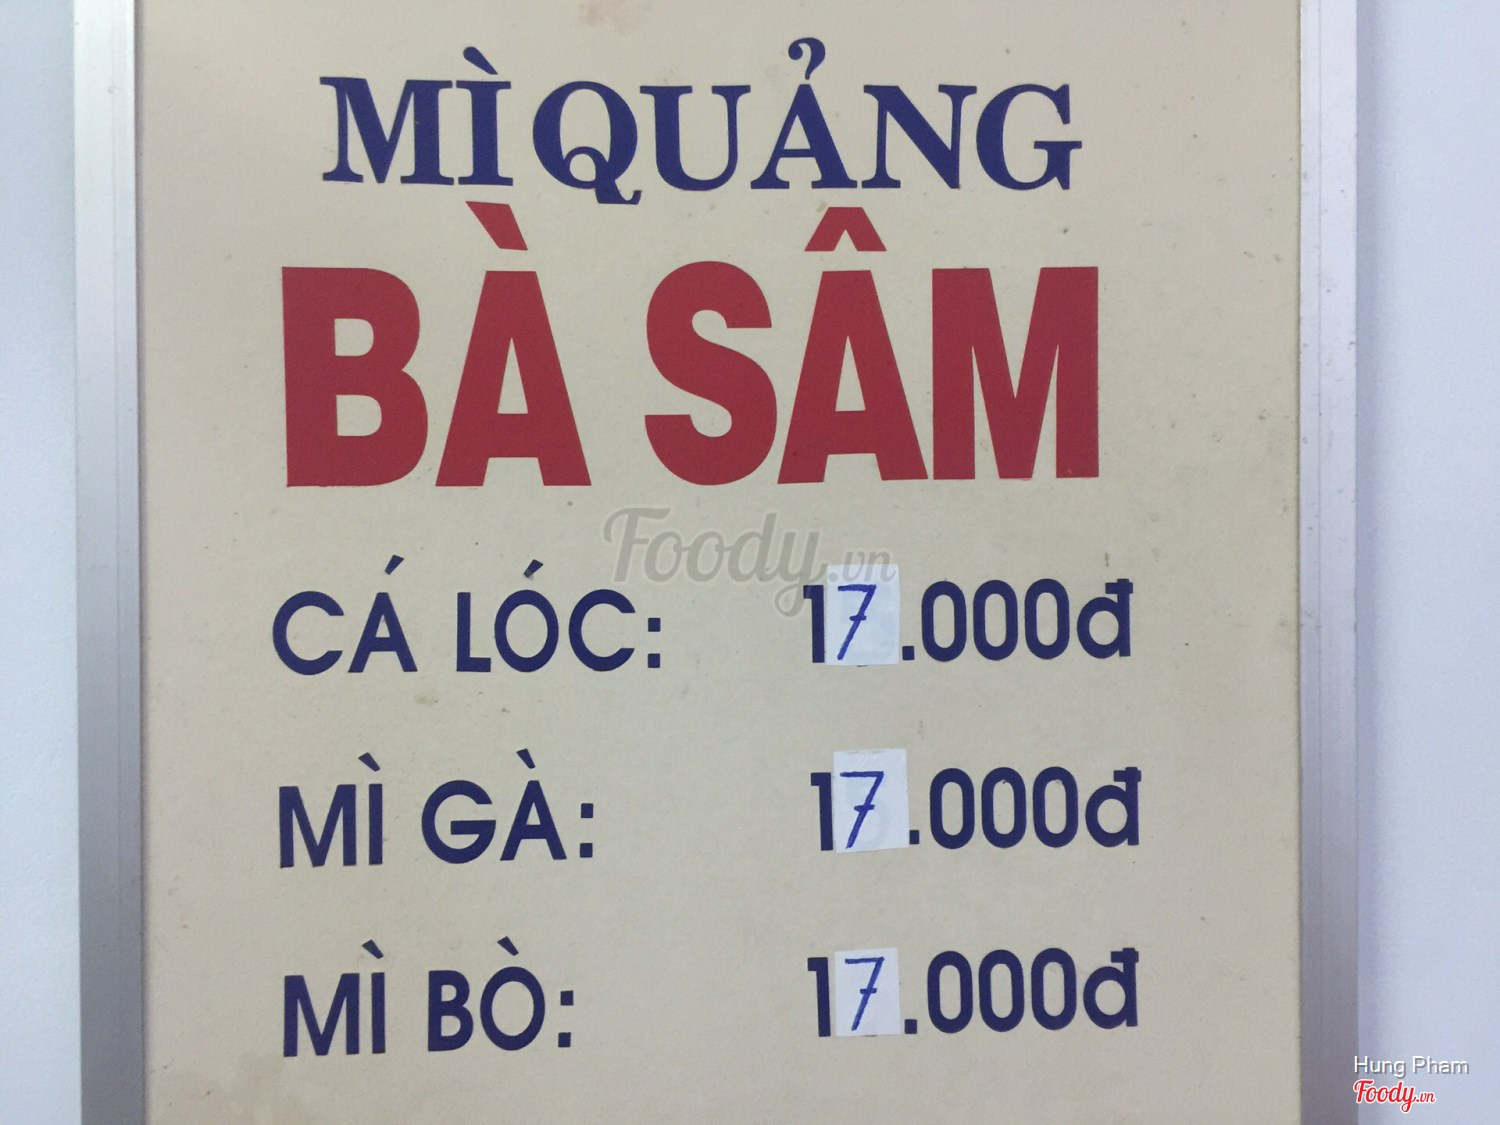 MÌ QUẢNG
BÀ SÂM
Foody.vn
CÁ LÓC: 17.000đ
MÌ GÀ: 17.000đ
MÌ BÒ: 17.000đ
Hung Pham
Foody.vn